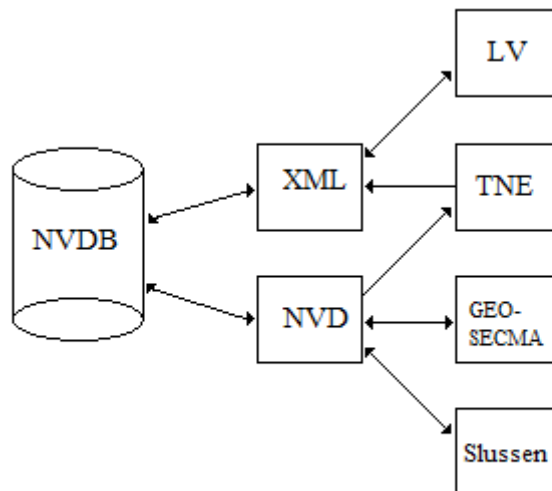 LV
XML
TNE
NVDB
NVD
GEO-
SECMA
Slussen